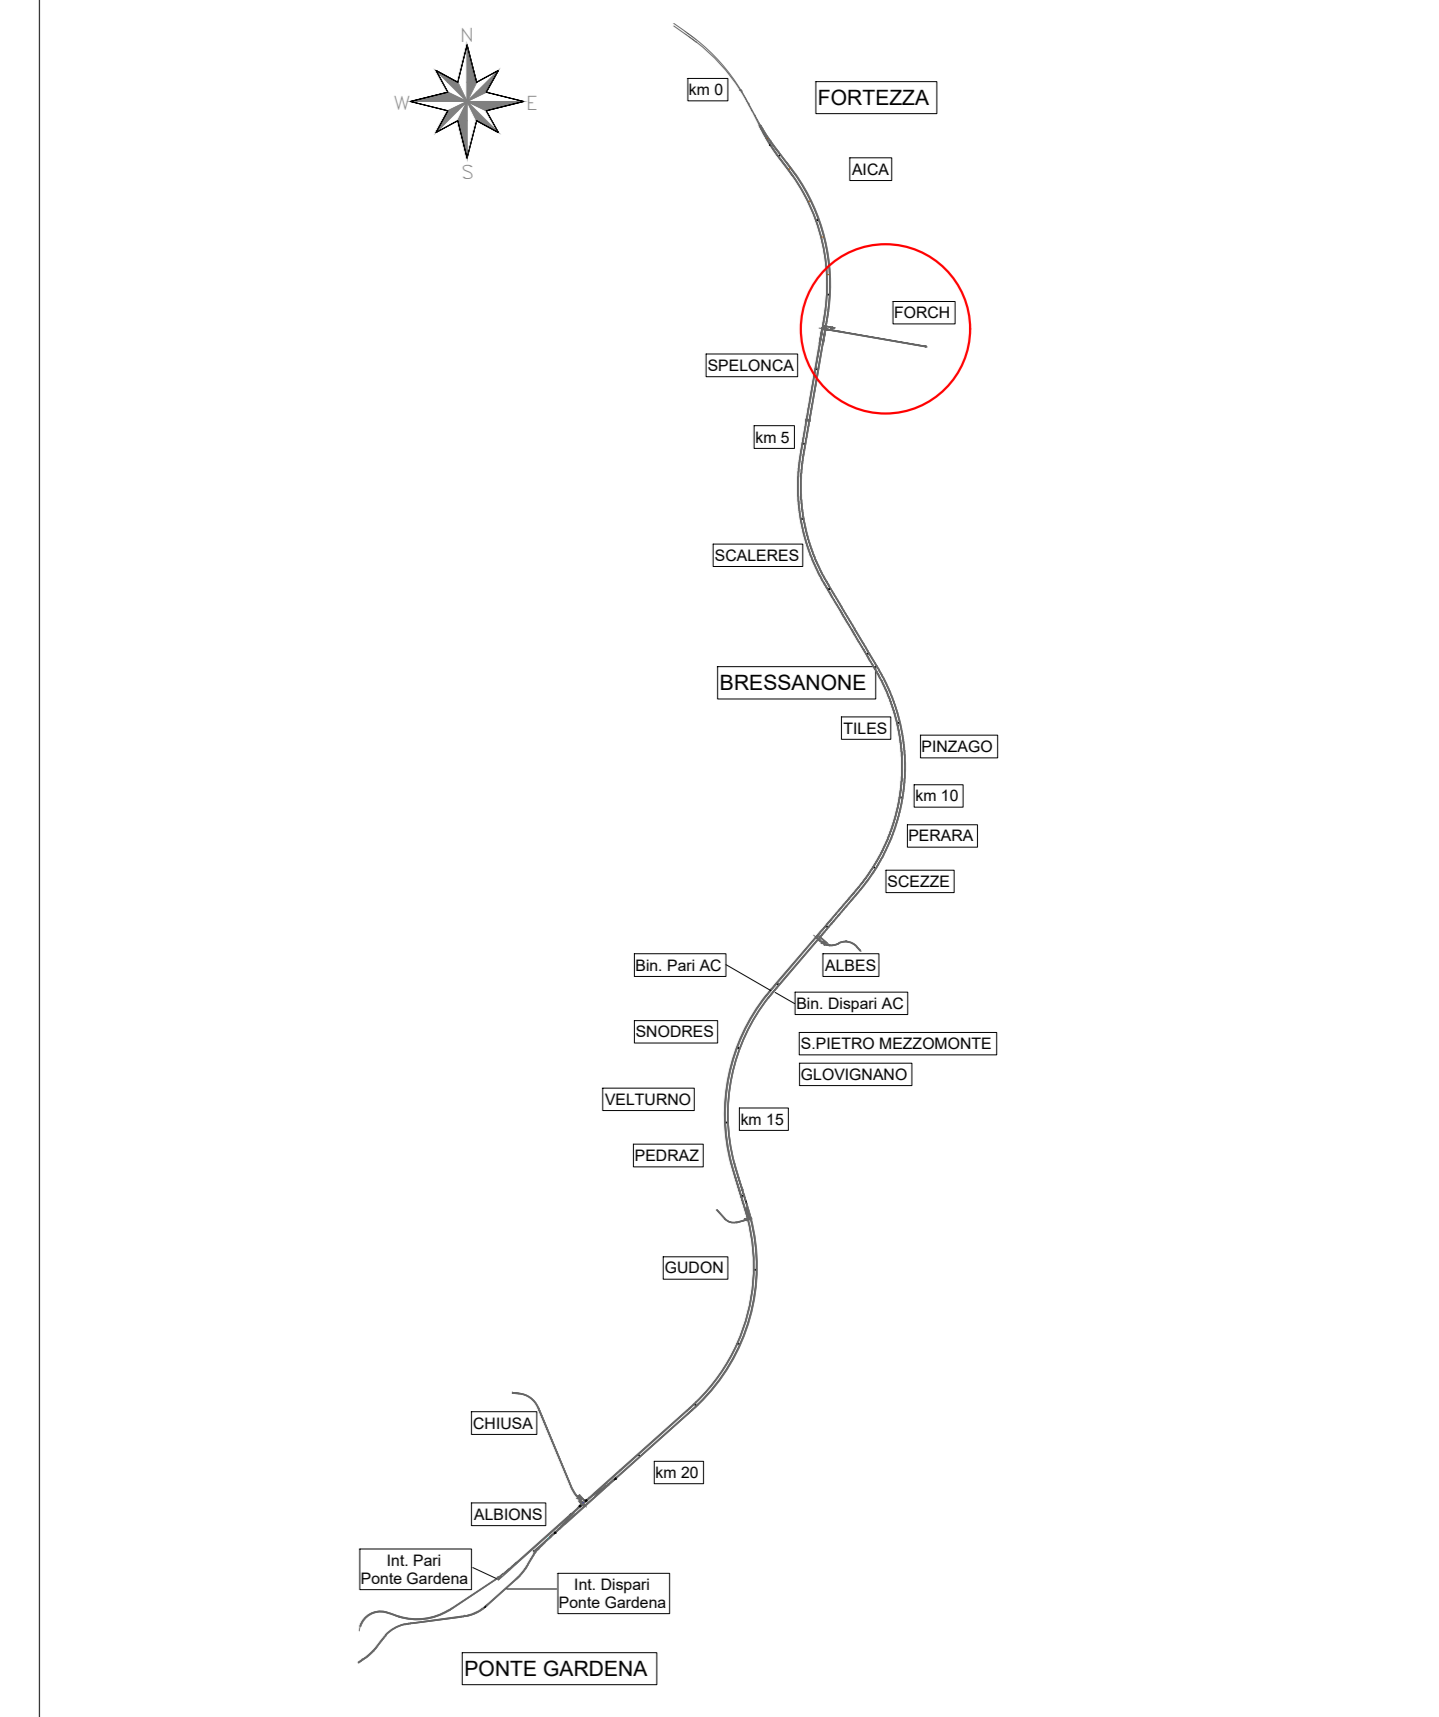 N
W
E
S
km 0
FORTEZZA
AICA
FORCH
SPELONCA
km 5
SCALERES
BRESSANONE
TILES
PINZAGO
km 10
PERARA
SCEZZE
Bin. Pari AC
ALBES
Bin. Dispari AC
SNODRES
S.PIETRO MEZZOMONTE
GLOVIGNANO
VELTURNO
km 15
PEDRAZ
GUDON
CHIUSA
km 20
ALBIONS
Int. Pari
Ponte Gardena
Int. Dispari
Ponte Gardena
PONTE GARDENA